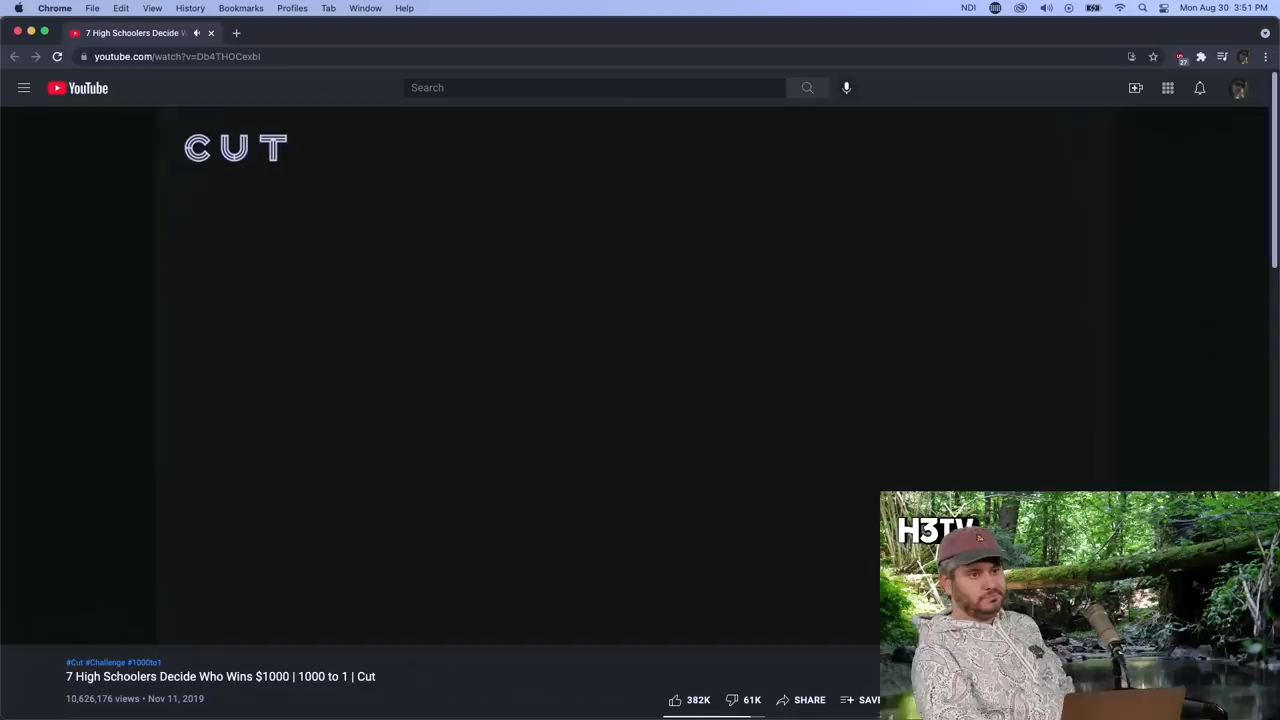 Chrome File Edit View History Bookmarks Profiles Tab Window Help NDI Mon Aug 30 3:51 PM
7 High Schoolers Decide W
youtube.com/watch?v=Db4THOCexbI
27
YouTube
Search
CUT
H3TV
#Cut #Challenge #1000to1
7 High Schoolers Decide Who Wins $1000 | 1000 to 1 | Cut
10,626,176 views • Nov 11, 2019
382K 61K SHARE SAV